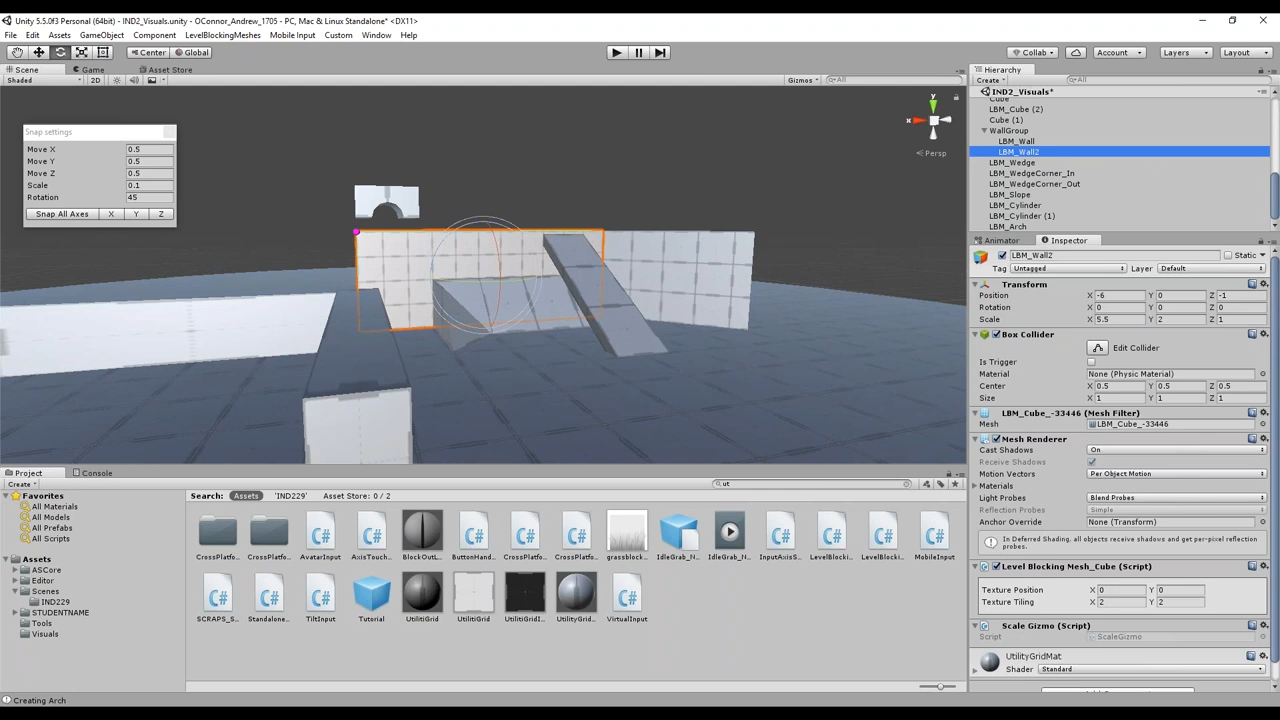 Unity 5.5.0f3 Personal (64bit) - IND2_Visuals.unity - OConnor_Andrew_1705 - PC, Mac & Linux Standalone* <DX11>
File Edit Assets GameObject Component LevelBlockingMeshes Mobile Input Custom Window Help
Center Global Collab Account Layers Layout
Scene Game Asset Store
Shaded 2D Gizmos All
Snap settings
Move X 0.5
Move Y 0.5
Move Z 0.5
Scale 0.1
Rotation 45
Snap All Axes X Y Z
y
x
Persp
Hierarchy
Create All
IND2_Visuals*
Cube
LBM_Cube (2)
Cube (1)
WallGroup
LBM_Wall
LBM_Wall2
LBM_Wedge
LBM_WedgeCorner_In
LBM_WedgeCorner_Out
LBM_Slope
LBM_Cylinder
LBM_Cylinder (1)
LBM_Arch
Animator Inspector
LBM_Wall2 Static
Tag Untagged Layer Default
Transform
Position X -6 Y 0 Z -1
Rotation X 0 Y 0 Z 0
Scale X 5.5 Y 2 Z 1
Box Collider
Edit Collider
Is Trigger
Material None (Physic Material)
Center X 0.5 Y 0.5 Z 0.5
Size X 1 Y 1 Z 1
LBM_Cube_-33446 (Mesh Filter)
Mesh LBM_Cube_-33446
Mesh Renderer
Cast Shadows On
Receive Shadows
Motion Vectors Per Object Motion
Materials
Light Probes Blend Probes
Reflection Probes Simple
Anchor Override None (Transform)
In Deferred Shading, all objects receive shadows and get per-pixel reflection
probes.
Level Blocking Mesh_Cube (Script)
Texture Position X 0 Y 0
Texture Tiling X 2 Y 2
Scale Gizmo (Script)
Script ScaleGizmo
UtilityGridMat
Shader Standard
Project Console
Create ut
Favorites
All Materials
All Models
All Prefabs
All Scripts
Assets
ASCore
Editor
Scenes
IND229
STUDENTNAME
Tools
Visuals
Search: Assets 'IND229' Asset Store: 0 / 2
CrossPlatf... CrossPlatf... AvatarInput AxisTouch... BlockOutL... ButtonHand... CrossPlatfo... CrossPlatfo... grassblock... IdleGrab_N... IdleGrab_N... InputAxisS... LevelBlocki... LevelBlocki... MobileInput
SCRAPS_S... Standalone... TiltInput Tutorial UtilitiGrid UtilitiGrid UtilitiGridI... UtilityGrid... VirtualInput
Creating Arch